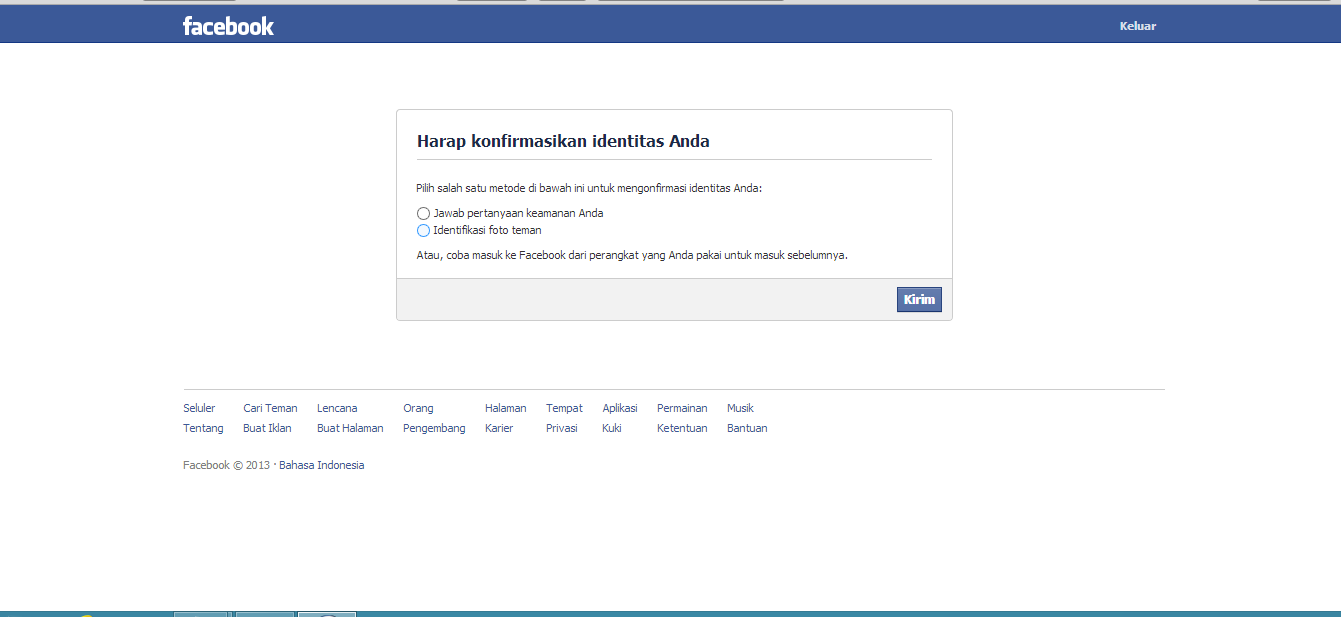 facebook Keluar
Harap konfirmasikan identitas Anda
Pilih salah satu metode di bawah ini untuk mengonfirmasi identitas Anda:
Jawab pertanyaan keamanan Anda
Identifikasi foto teman
Atau, coba masuk ke Facebook dari perangkat yang Anda pakai untuk masuk sebelumnya.
Kirim
Seluler Cari Teman Lencana Orang Halaman Tempat Aplikasi Permainan Musik
Tentang Buat Iklan Buat Halaman Pengembang Karier Privasi Kuki Ketentuan Bantuan
Facebook © 2013 · Bahasa Indonesia